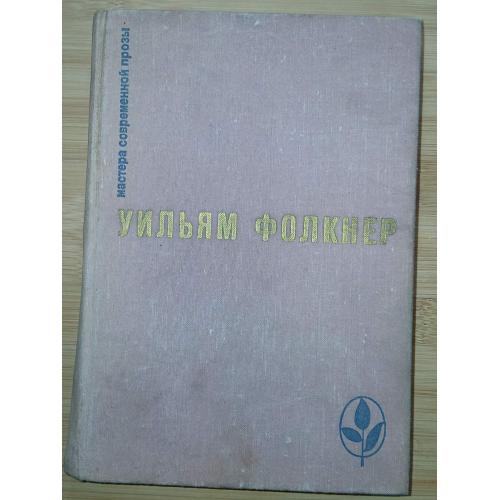 мастера современной прозы
УИЛЬЯМ ФОЛКНЕР